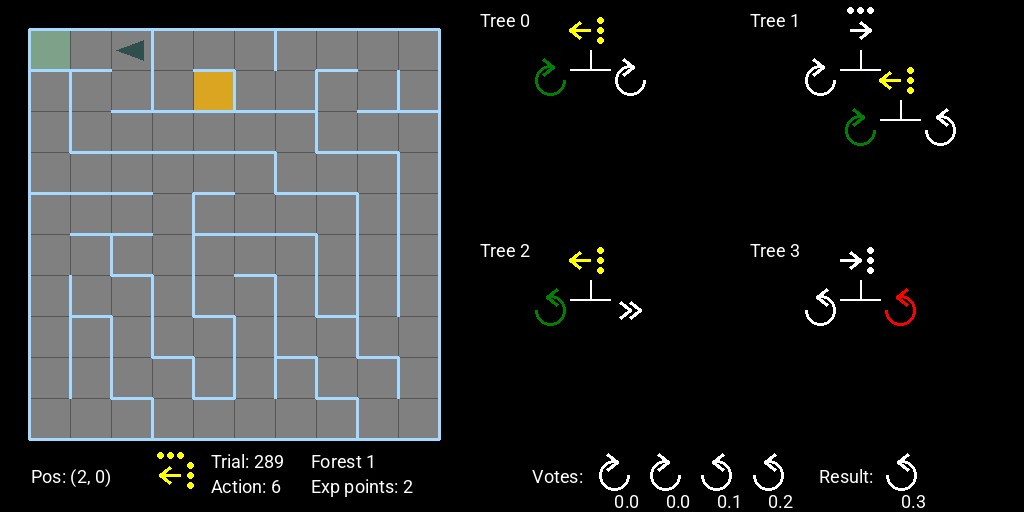 Tree 0
Tree 1
Tree 2
Tree 3
Pos: (2, 0)
Trial: 289
Forest 1
Action: 6
Exp points: 2
Votes:
0.0
0.0
0.1
0.2
Result:
0.3